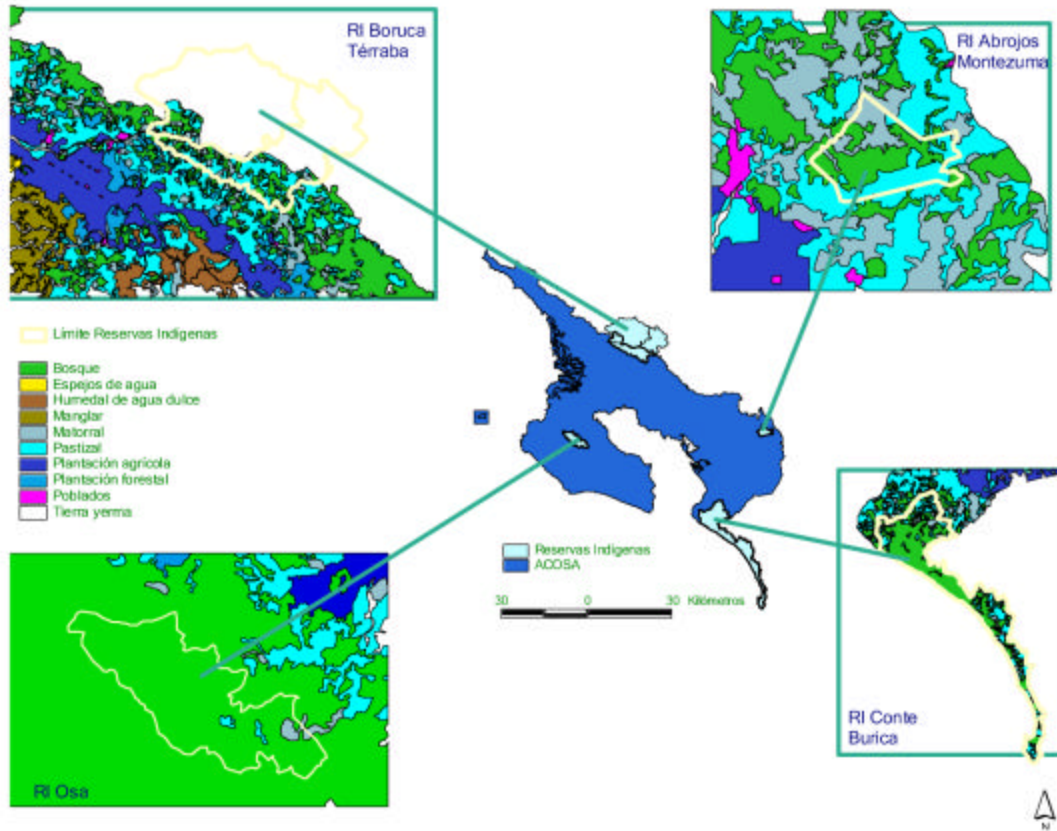 RI Boruca
Térraba
RI Abrojos
Montezuma
Límite Reservas Indígenas
Bosque
Espejos de agua
Humedal de agua dulce
Manglar
Matorral
Pastizal
Plantación agrícola
Plantación forestal
Poblados
Tierra yerma
Reservas Indígenas
ACOSA
30 0 30 Kilómetros
RI Conte
Burica
RI Osa
N